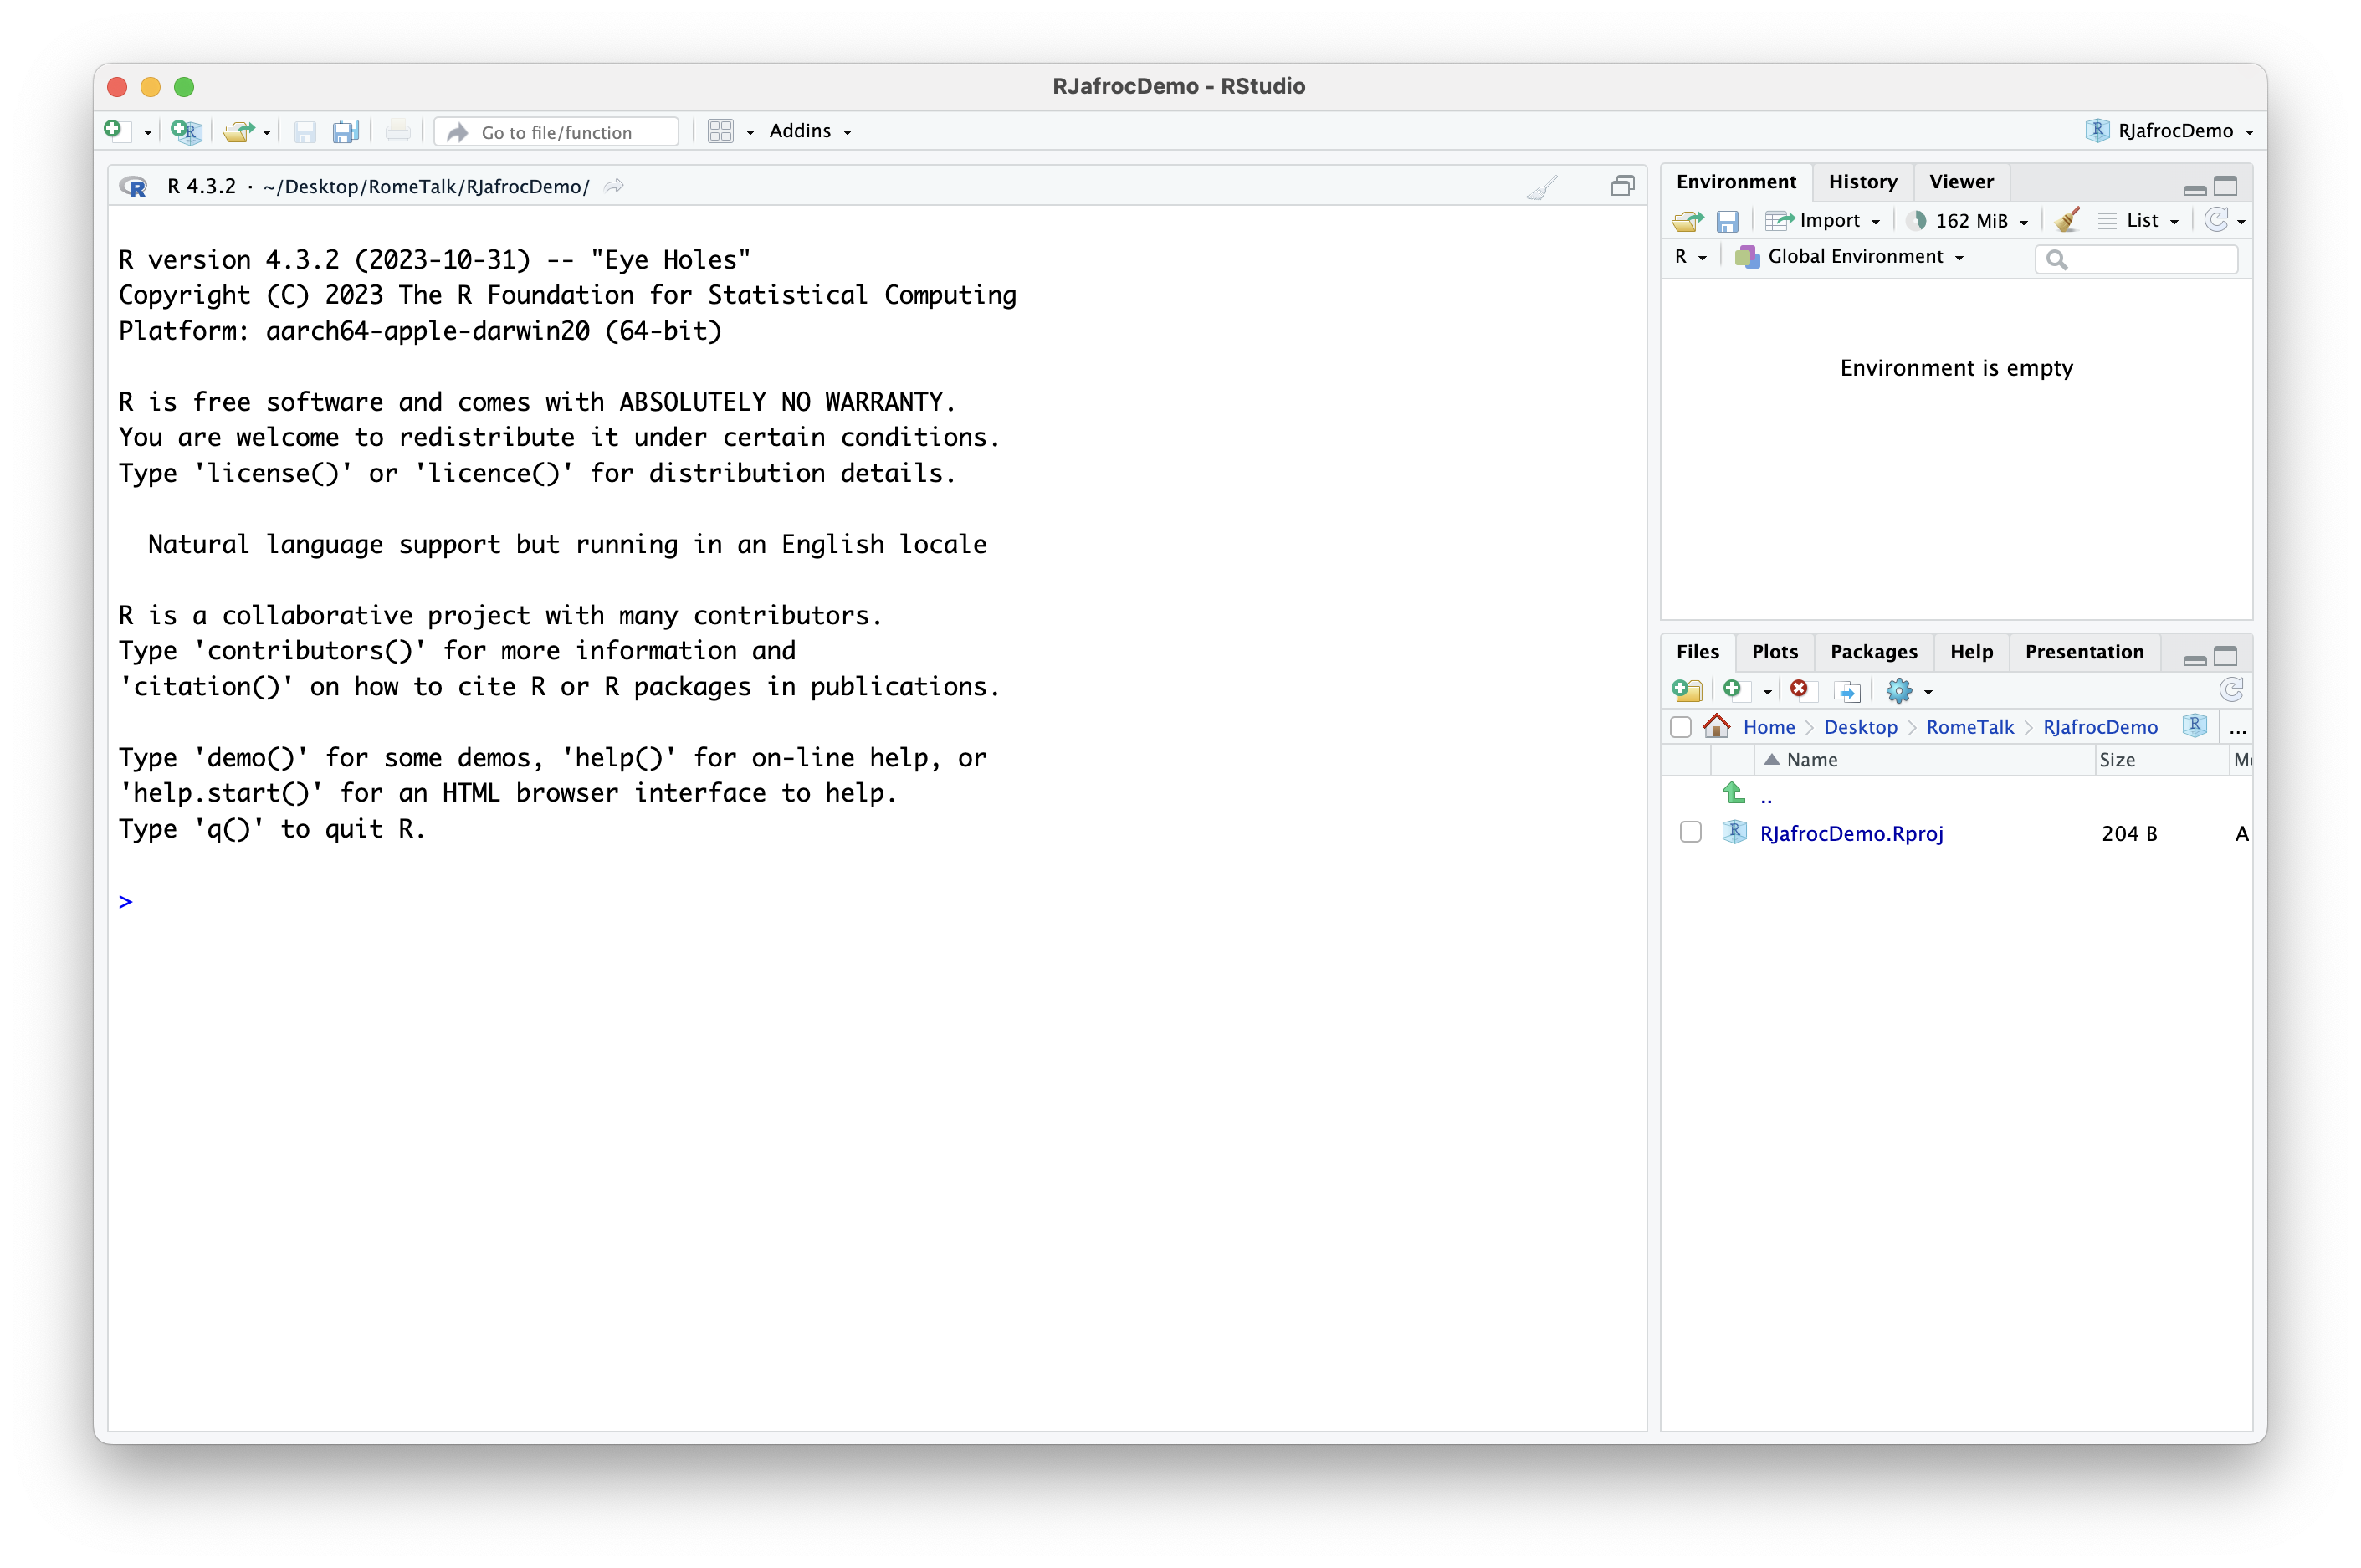 RJafrocDemo - RStudio
Go to file/function
Addins
RJafrocDemo
R 4.3.2 · ~/Desktop/RomeTalk/RJafrocDemo/
R version 4.3.2 (2023-10-31) -- "Eye Holes"
Copyright (C) 2023 The R Foundation for Statistical Computing
Platform: aarch64-apple-darwin20 (64-bit)
R is free software and comes with ABSOLUTELY NO WARRANTY.
You are welcome to redistribute it under certain conditions.
Type 'license()' or 'licence()' for distribution details.
Natural language support but running in an English locale
R is a collaborative project with many contributors.
Type 'contributors()' for more information and
'citation()' on how to cite R or R packages in publications.
Type 'demo()' for some demos, 'help()' for on-line help, or
'help.start()' for an HTML browser interface to help.
Type 'q()' to quit R.
>
Environment History Viewer
Import 162 MiB List
R Global Environment
Environment is empty
Files Plots Packages Help Presentation
Home Desktop RomeTalk RJafrocDemo ...
Name Size
..
RJafrocDemo.Rproj 204 B A